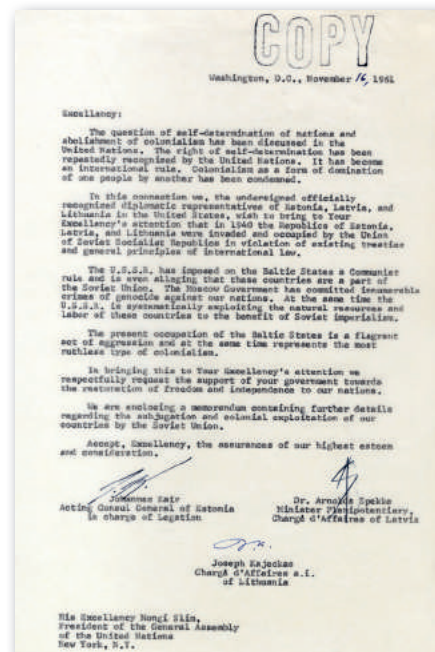 COPY
Washington, D.C., November 16, 1961
Excellency:
The question of self-determination of nations and
abolishment of colonialism has been discussed in the
United Nations. The right of self-determination has been
repeatedly recognized by the United Nations. It has become
an international rule. Colonialism as a form of domination
of one people by another has been condemned.
In this connection we, the undersigned officially
recognized diplomatic representatives of Estonia, Latvia, and
Lithuania in the United States, wish to bring to Your
Excellency's attention that in 1940 the Republics of Estonia,
Latvia, and Lithuania were invaded and occupied by the Union
of Soviet Socialist Republics in violation of existing treaties
and general principles of international law.
The U.S.S.R. has imposed on the Baltic States a Communist
rule and is even alleging that these countries are a part of
the Soviet Union. The Moscow Government has committed innumerable
crimes of genocide against our nations. At the same time the
U.S.S.R. is systematically exploiting the natural resources and
labor of these countries to the benefit of Soviet imperialism.
The present occupation of the Baltic States is a flagrant
act of aggression and at the same time represents the most
ruthless type of colonialism.
In bringing this to Your Excellency's attention we
respectfully request the support of your government towards
the restoration of freedom and independence to our nations.
We are enclosing a memorandum containing further details
regarding the subjugation and colonial exploitation of our
countries by the Soviet Union.
Accept, Excellency, the assurances of our highest esteem
and consideration.
Johannes Kaiv
Acting Consul General of Estonia
in charge of Legation
Dr. Arnolds Spekke
Minister Plenipotenciary,
Chargé d'Affaires of Latvia
Joseph Kajeckas
Chargé d'Affaires a.i.
of Lithuania
His Excellency Mongi Slim,
President of the General Assembly
of the United Nations
New York, N.Y.